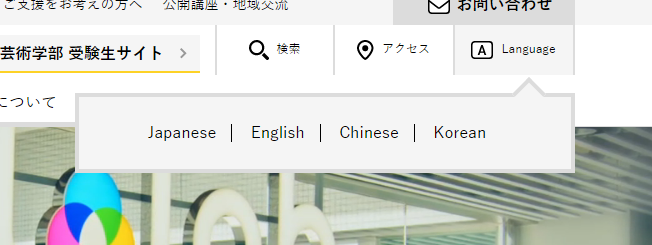 ご支援をお考えの方へ 公開講座・地域交流 お問い合わせ
芸術学部 受験生サイト 検索 アクセス A Language
について
Japanese English Chinese Korean